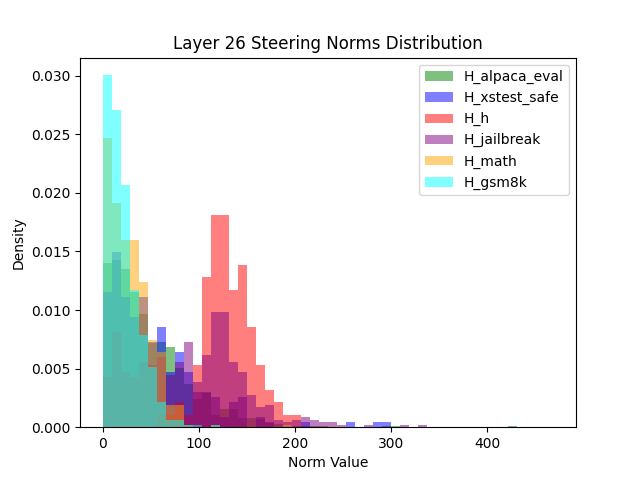 Layer 26 Steering Norms Distribution
H_alpaca_eval
H_xstest_safe
H_h
H_jailbreak
H_math
H_gsm8k
Density
0.030
0.025
0.020
0.015
0.010
0.005
0.000
0
100
200
300
400
Norm Value